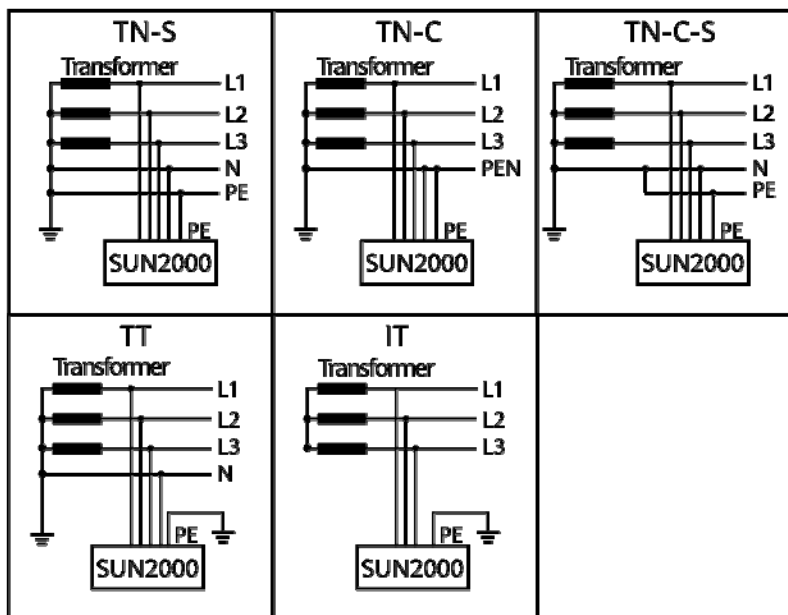 TN-S
Transformer
L1
L2
L3
N
PE
PE
SUN2000
TN-C
Transformer
L1
L2
L3
PEN
PE
SUN2000
TN-C-S
Transformer
L1
L2
L3
N
PE
PE
SUN2000
TT
Transformer
L1
L2
L3
N
PE
SUN2000
IT
Transformer
L1
L2
L3
PE
SUN2000